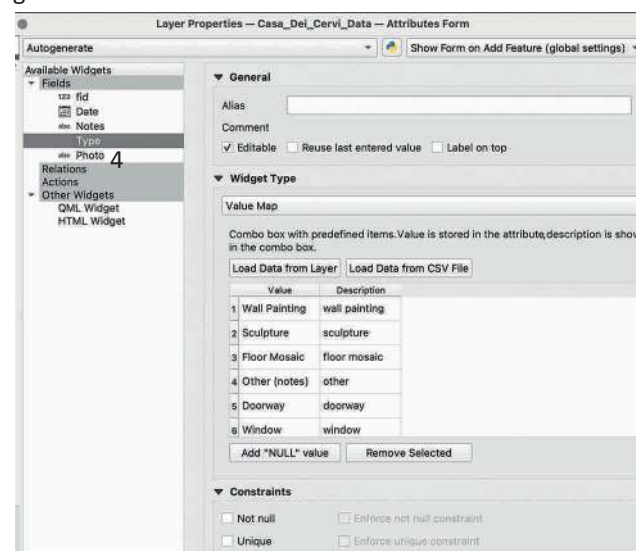 Layer Properties — Casa_Dei_Cervi_Data — Attributes Form
Autogenerate
Show Form on Add Feature (global settings)
Available Widgets
Fields
123 fid
Date
abc Notes
Type
abc Photo
4
Relations
Actions
Other Widgets
QML Widget
HTML Widget
General
Alias
Comment
Editable
Reuse last entered value
Label on top
Widget Type
Value Map
Combo box with predefined items.Value is stored in the attribute,description is
in the combo box.
Load Data from Layer
Load Data from CSV File
Value Description
1 Wall Painting wall painting
2 Sculpture sculpture
3 Floor Mosaic floor mosaic
4 Other (notes) other
5 Doorway doorway
6 Window window
Add "NULL" value
Remove Selected
Constraints
Not null
Enforce not null constraint
Unique
Enforce unique constraint